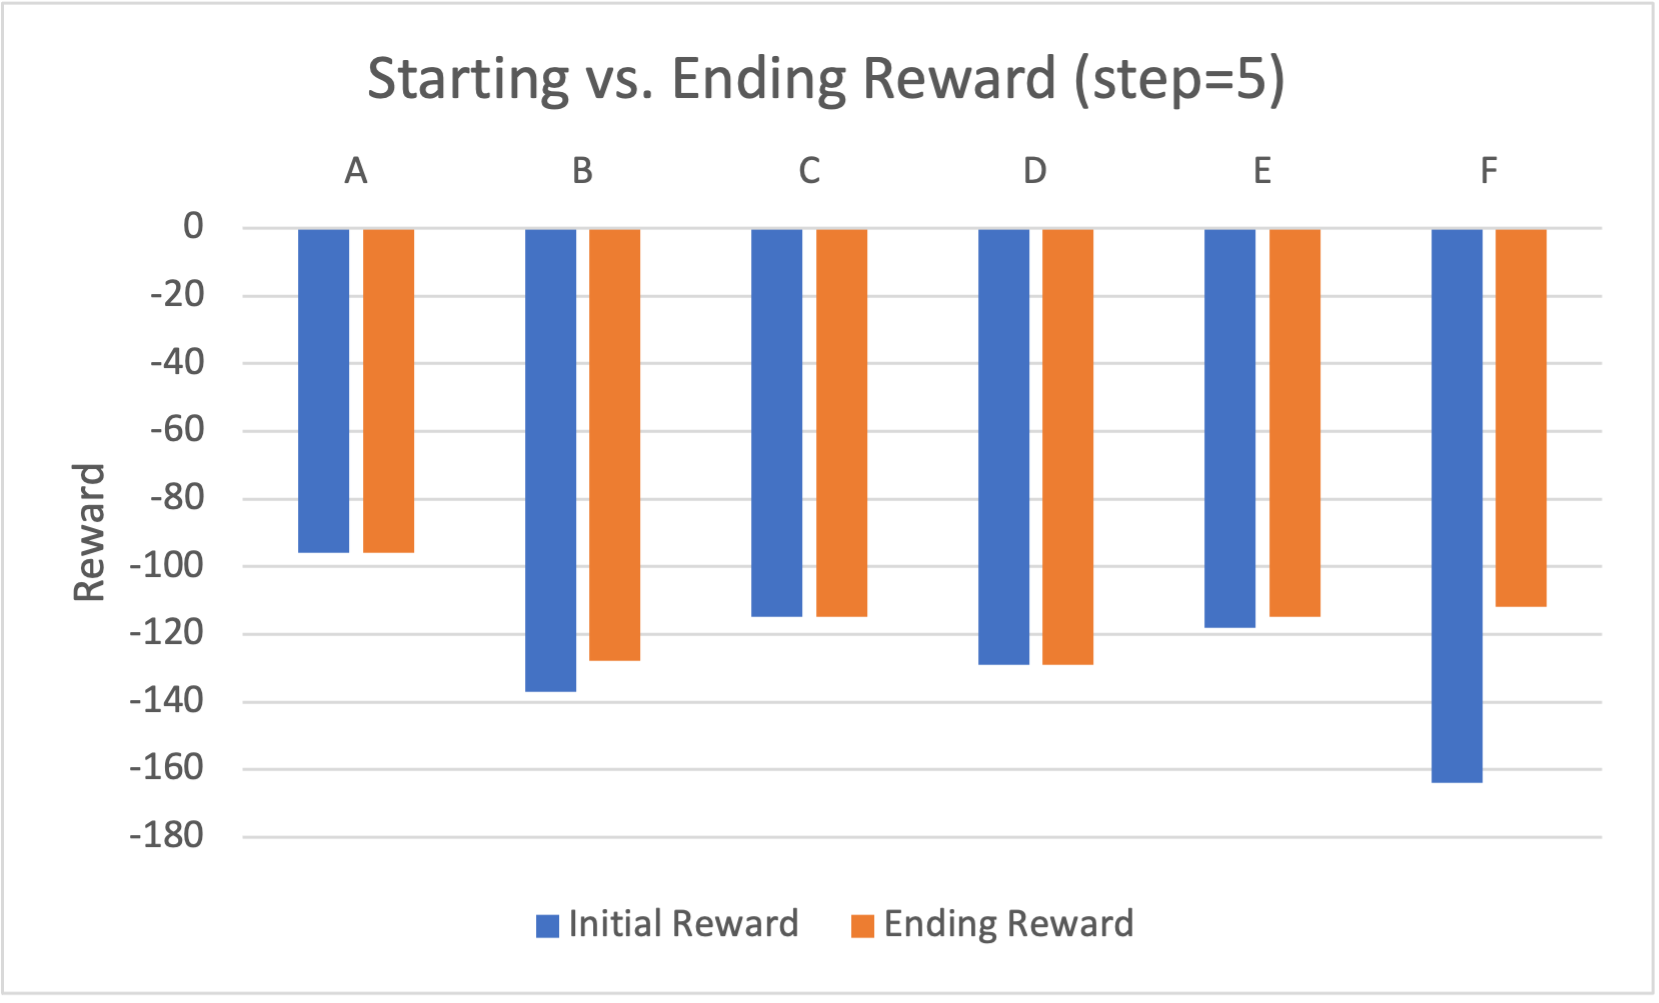 Starting vs. Ending Reward (step=5)
A B C D E F
0
-20
-40
-60
-80
-100
-120
-140
-160
-180
Reward
Initial Reward Ending Reward